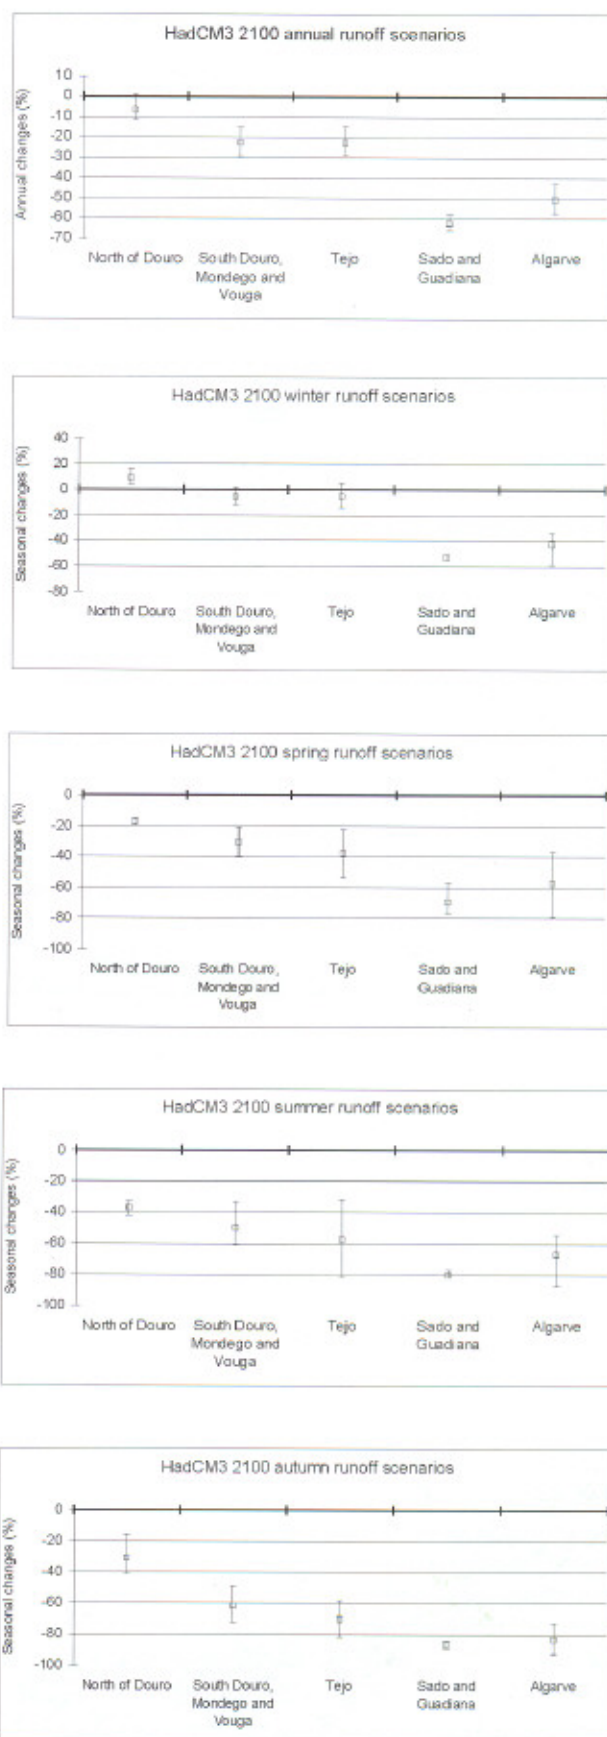 HadCM3 2100 annual runoff scenarios
Annual changes (%)
10
0
-10
-20
-30
-40
-50
-60
-70
North of Douro
South Douro, Mondego and Vouga
Tejo
Sado and Guadiana
Algarve
HadCM3 2100 winter runoff scenarios
Seasonal changes (%)
40
20
0
-20
-40
-60
-80
North of Douro
South Douro, Mondego and Vouga
Tejo
Sado and Guadiana
Algarve
HadCM3 2100 spring runoff scenarios
Seasonal changes (%)
0
-20
-40
-60
-80
-100
North of Douro
South Douro, Mondego and Vouga
Tejo
Sado and Guadiana
Algarve
HadCM3 2100 summer runoff scenarios
Seasonal changes (%)
0
-20
-40
-60
-80
-100
North of Douro
South Douro, Mondego and Vouga
Tejo
Sado and Guadiana
Algarve
HadCM3 2100 autumn runoff scenarios
Seasonal changes (%)
0
-20
-40
-60
-80
-100
North of Douro
South Douro, Mondego and Vouga
Tejo
Sado and Guadiana
Algarve